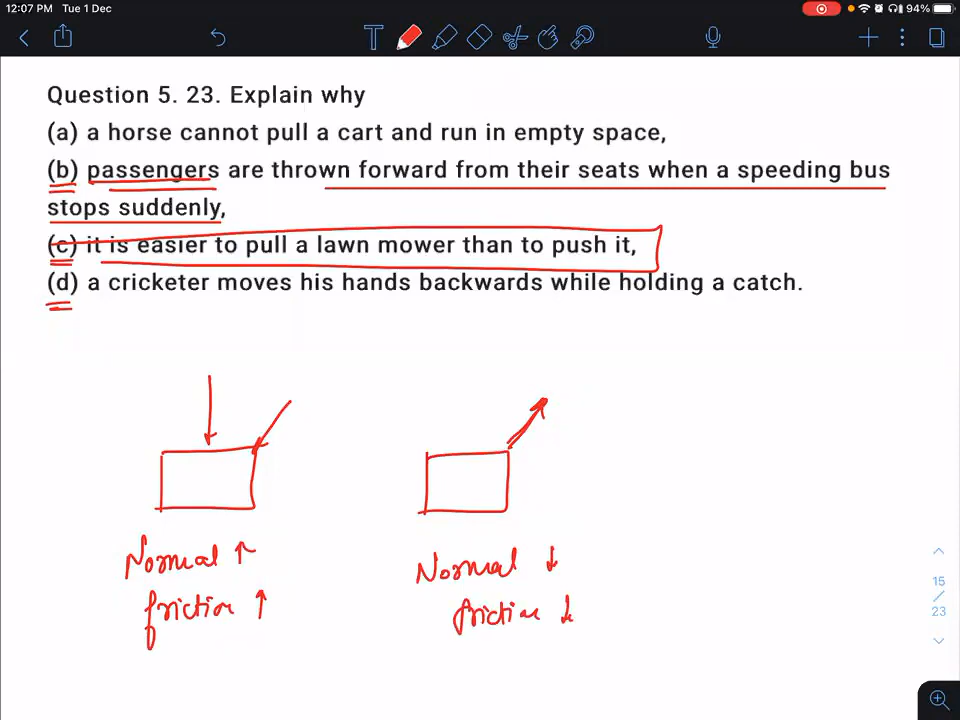 12:07 PM Tue 1 Dec
94%
Question 5. 23. Explain why
(a) a horse cannot pull a cart and run in empty space,
(b) passengers are thrown forward from their seats when a speeding bus
stops suddenly,
(c) it is easier to pull a lawn mower than to push it,
(d) a cricketer moves his hands backwards while holding a catch.
Normal ↑
friction ↑
Normal ↓
friction ↓
15
/
23